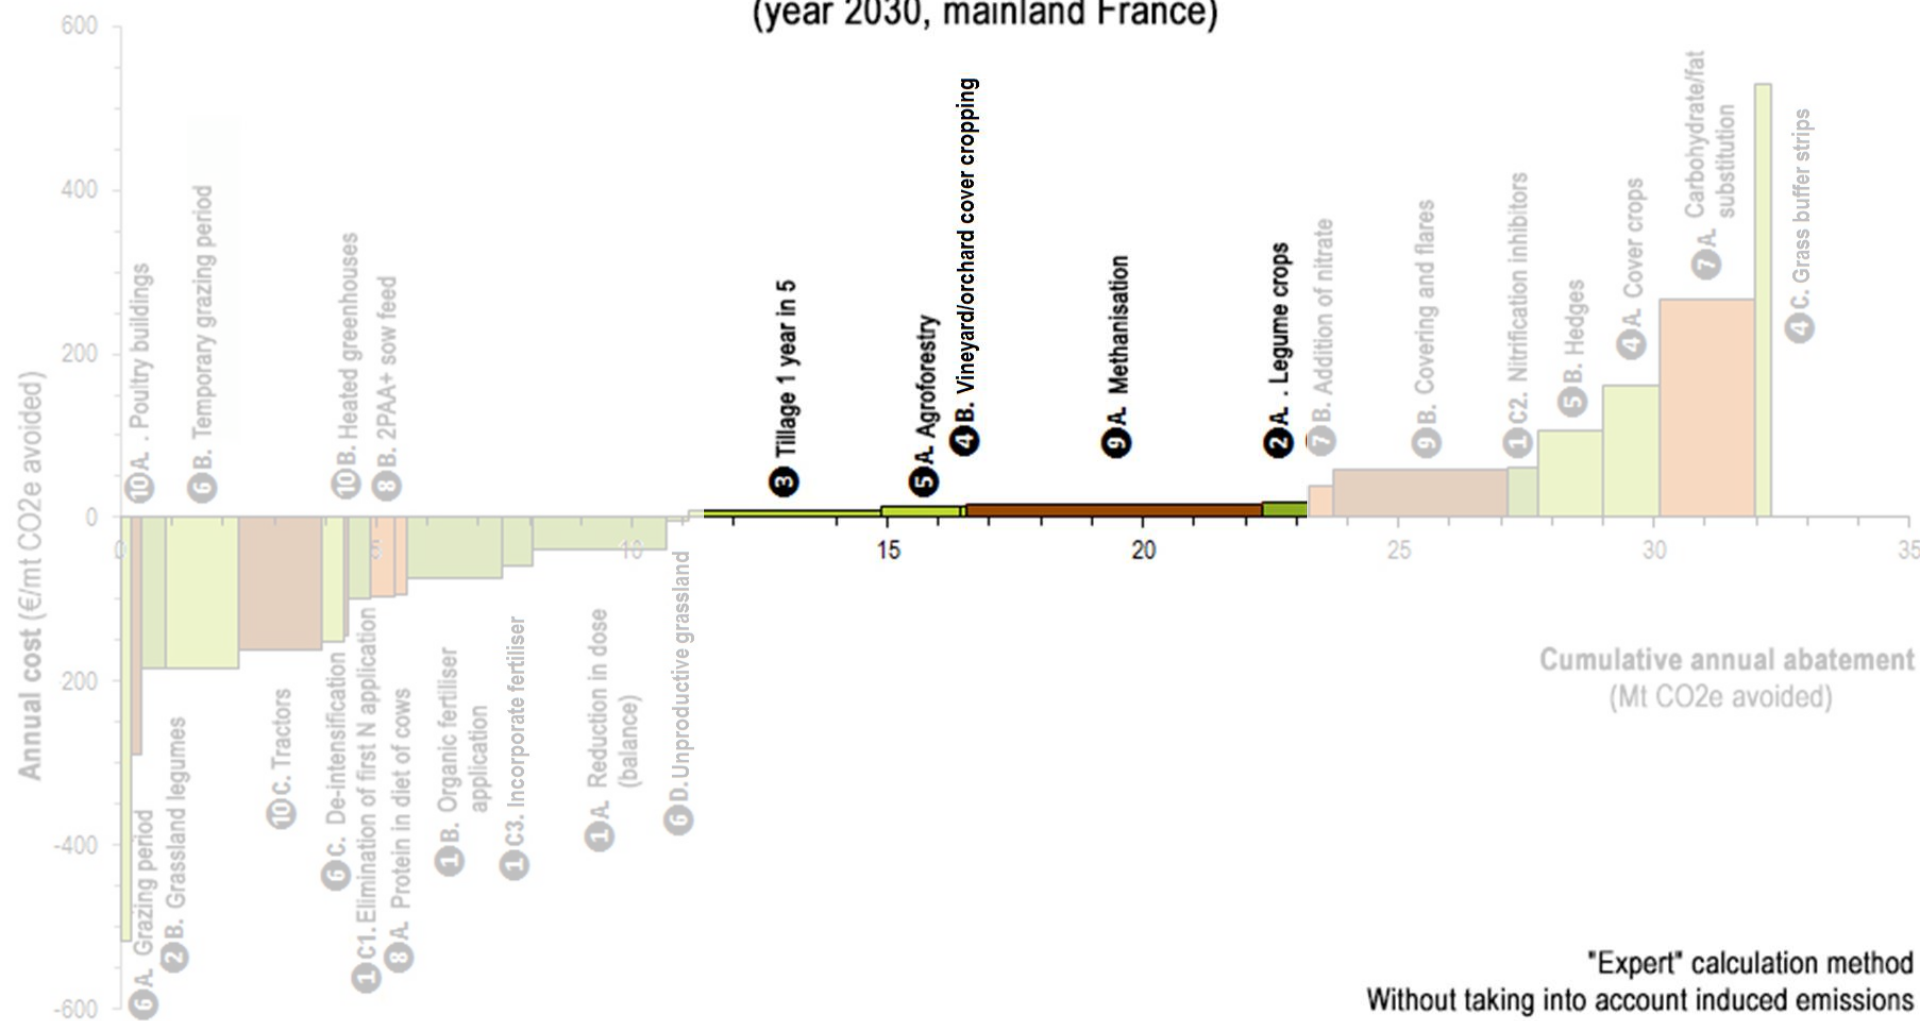 (year 2030, mainland France)
600
400
200
0
200
-400
-600
Annual cost (€/mt CO2e avoided)
10 A . Poultry buildings
6 B. Temporary grazing period
10 B. Heated greenhouses
8 B. 2PAA+ sow feed
3 Tillage 1 year in 5
5 A. Agroforestry
4 B. Vineyard/orchard cover cropping
9 A. Methanisation
2 A. . Legume crops
7 B. Addition of nitrate
9 B. Covering and flares
1 C2. Nitrification inhibitors
5 B. Hedges
4 A. Cover crops
7 A. Carbohydrate/fat
substitution
4 C. Grass buffer strips
0
5
10
15
20
25
30
35
6 A. Grazing period
2 B. Grassland legumes
10 C. Tractors
6 C. De-intensification
1 C1. Elimination of first N application
8 A. Protein in diet of cows
1 B. Organic fertiliser
application
1 C3. Incorporate fertiliser
1 A. Reduction in dose
(balance)
6 D. Unproductive grassland
Cumulative annual abatement
(Mt CO2e avoided)
"Expert" calculation method
Without taking into account induced emissions